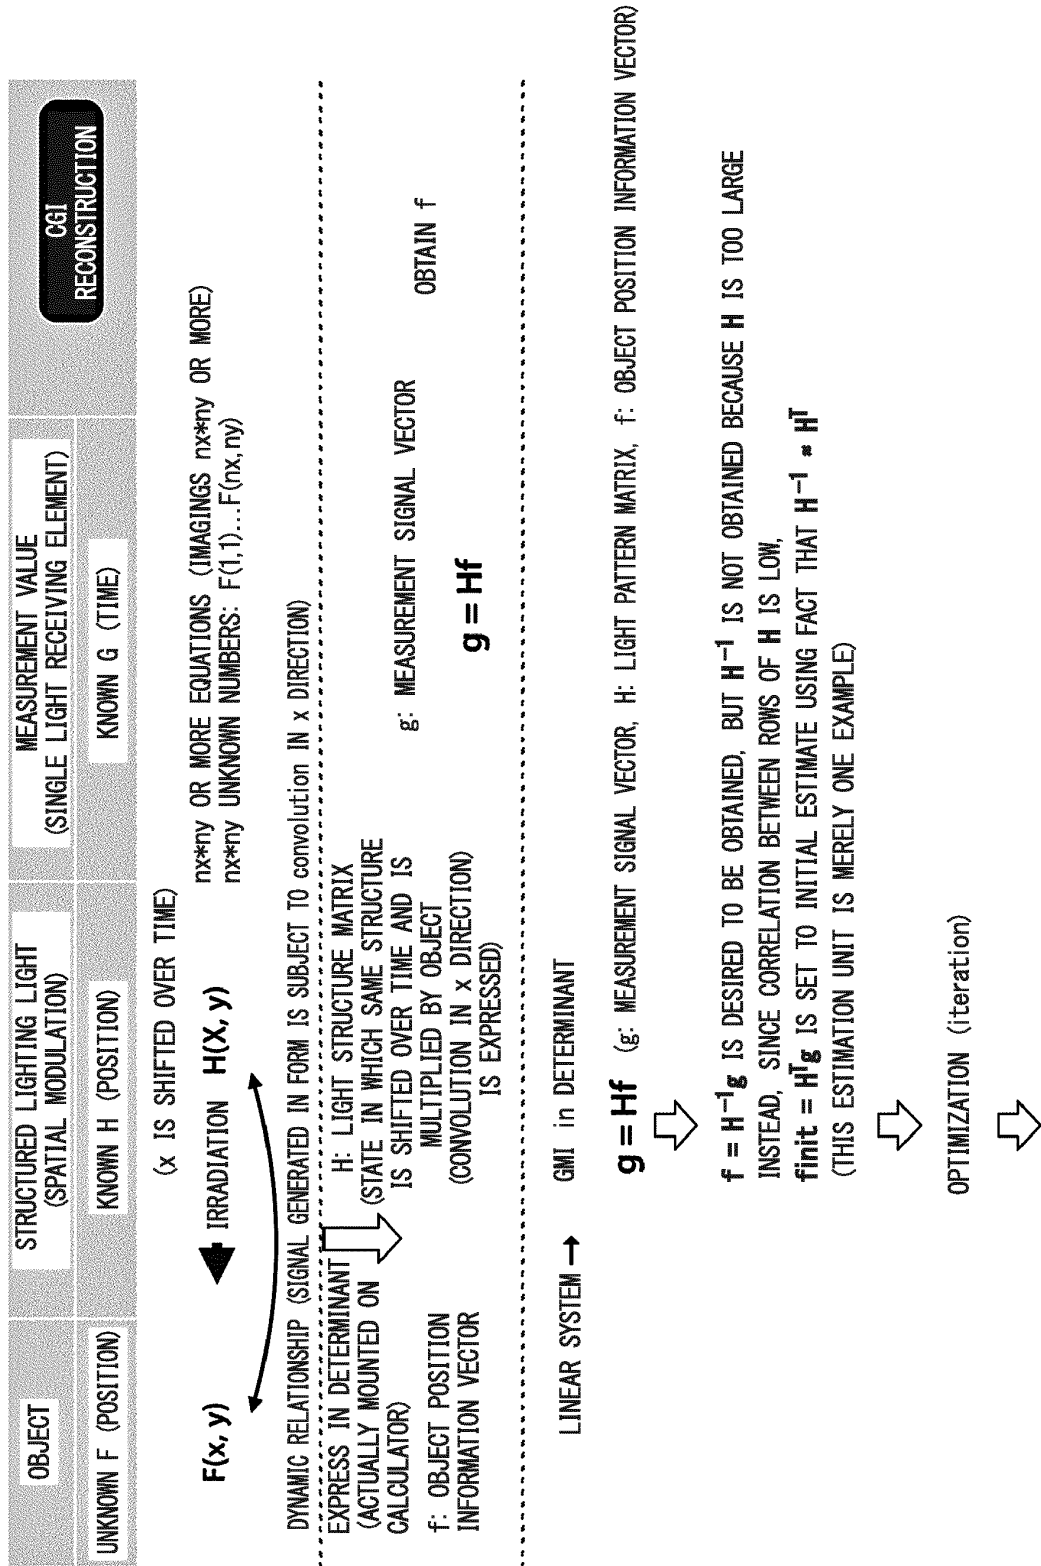 OBJECT
UNKNOWN F (POSITION)
STRUCTURED LIGHTING LIGHT
(SPATIAL MODULATION)
KNOWN H (POSITION)
MEASUREMENT VALUE
(SINGLE LIGHT RECEIVING ELEMENT)
KNOWN G (TIME)
CGI
RECONSTRUCTION
(x IS SHIFTED OVER TIME)
F(x, y)
IRRADIATION H(X, y)
nx*ny OR MORE EQUATIONS (IMAGINGS nx*ny OR MORE)
nx*ny UNKNOWN NUMBERS: F(1,1)...F(nx,ny)
DYNAMIC RELATIONSHIP (SIGNAL GENERATED IN FORM IS SUBJECT TO convolution IN x DIRECTION)
EXPRESS IN DETERMINANT
(ACTUALLY MOUNTED ON
CALCULATOR)
f: OBJECT POSITION
INFORMATION VECTOR
H: LIGHT STRUCTURE MATRIX
(STATE IN WHICH SAME STRUCTURE
IS SHIFTED OVER TIME AND IS
MULTIPLIED BY OBJECT
(CONVOLUTION IN x DIRECTION)
IS EXPRESSED)
g: MEASUREMENT SIGNAL VECTOR
g=Hf
OBTAIN f
LINEAR SYSTEM→
GMI in DETERMINANT
g=Hf (g: MEASUREMENT SIGNAL VECTOR, H: LIGHT PATTERN MATRIX, f: OBJECT POSITION INFORMATION VECTOR)
f = H⁻¹g IS DESIRED TO BE OBTAINED, BUT H⁻¹ IS NOT OBTAINED BECAUSE H IS TOO LARGE
INSTEAD, SINCE CORRELATION BETWEEN ROWS OF H IS LOW,
finit = Hᵀg IS SET TO INITIAL ESTIMATE USING FACT THAT H⁻¹ ≈ Hᵀ
(THIS ESTIMATION UNIT IS MERELY ONE EXAMPLE)
OPTIMIZATION (iteration)